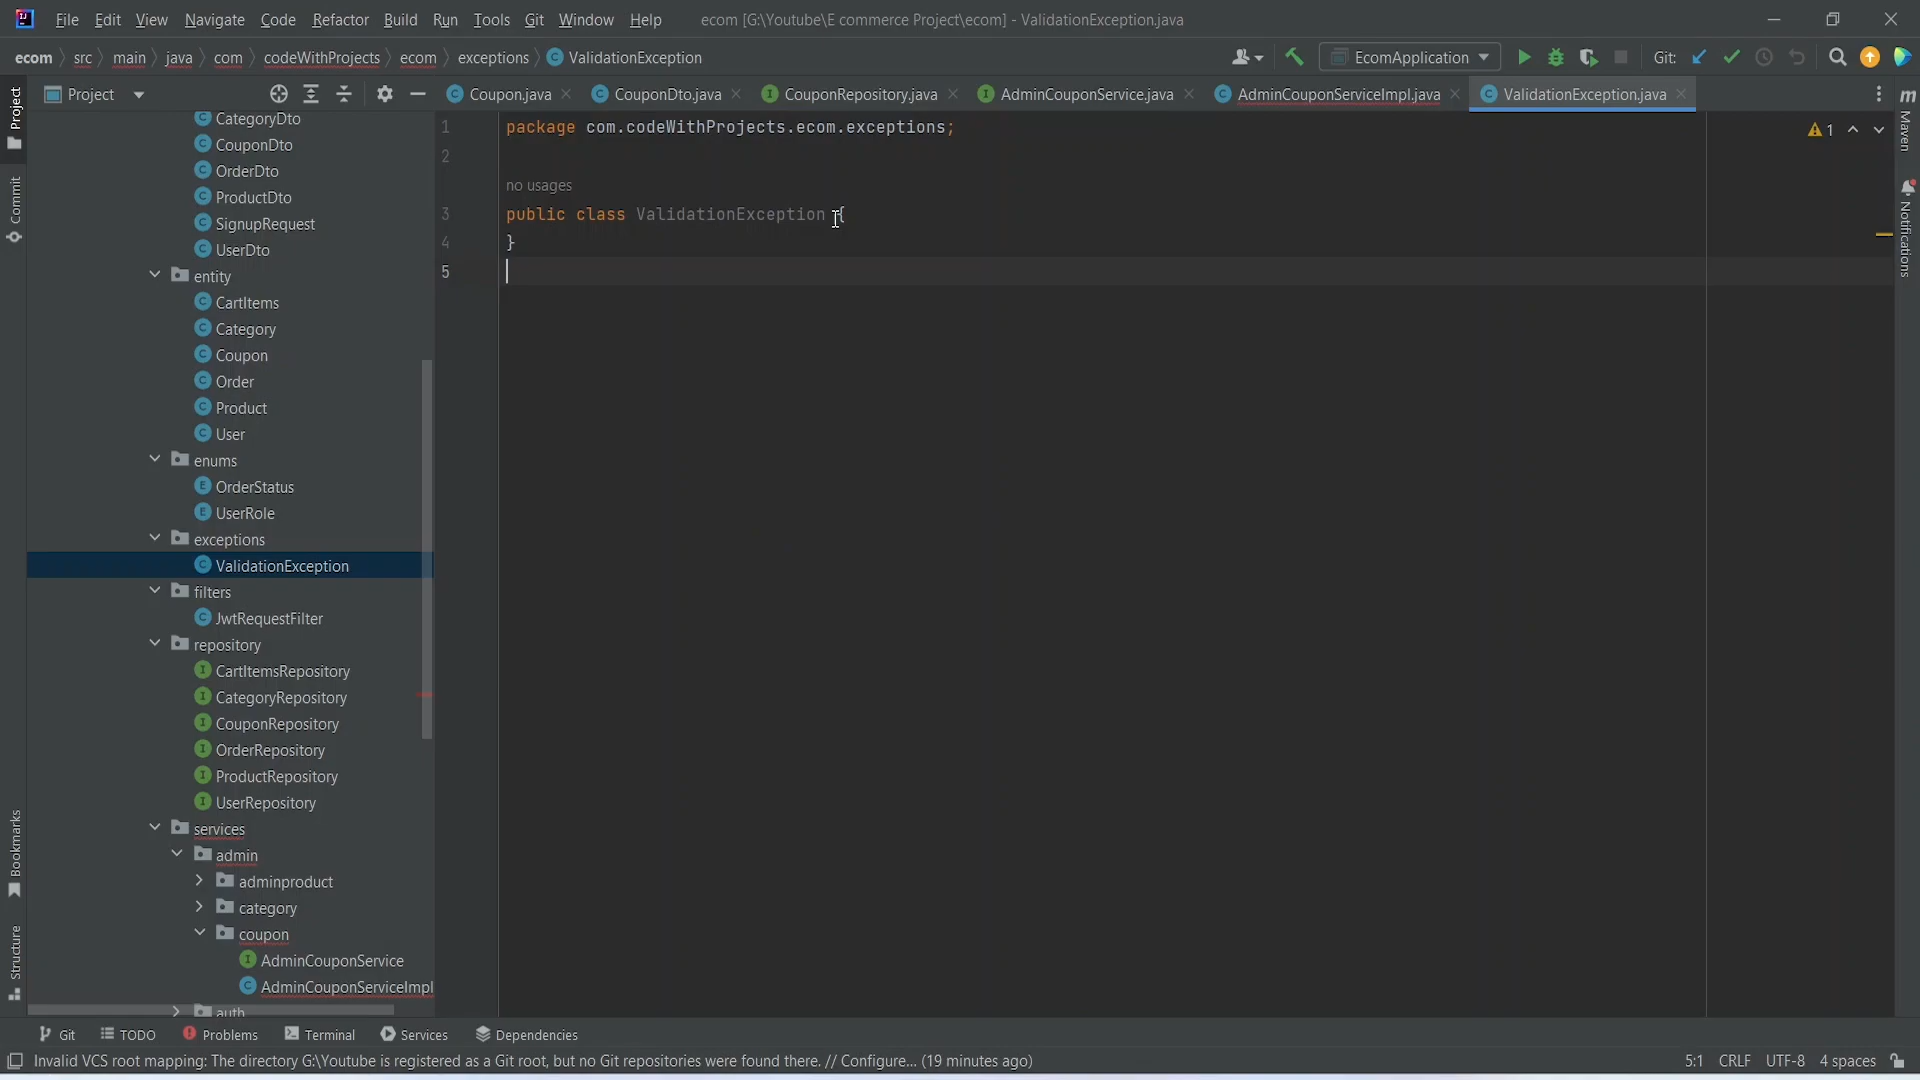 File Edit View Navigate Code Refactor Build Run Tools Git Window Help ecom [G:\Youtube\E commerce Project\ecom] - ValidationException.java
ecom src main java com codeWithProjects ecom exceptions ValidationException EcomApplication Git:
Project Coupon.java CouponDto.java CouponRepository.java AdminCouponService.java AdminCouponServiceImpl.java ValidationException.java
Project
Commit
Bookmarks
Structure
CategoryDto
CouponDto
OrderDto
ProductDto
SignupRequest
UserDto
entity
CartItems
Category
Coupon
Order
Product
User
enums
OrderStatus
UserRole
exceptions
ValidationException
filters
JwtRequestFilter
repository
CartItemsRepository
CategoryRepository
CouponRepository
OrderRepository
ProductRepository
UserRepository
services
admin
adminproduct
category
coupon
AdminCouponService
AdminCouponServiceImpl
auth
1 package com.codeWithProjects.ecom.exceptions;
2
no usages
3 public class ValidationException {
4 }
5
1
Maven
Notifications
Git TODO Problems Terminal Services Dependencies
Invalid VCS root mapping: The directory G:\Youtube is registered as a Git root, but no Git repositories were found there. // Configure... (19 minutes ago) 5:1 CRLF UTF-8 4 spaces